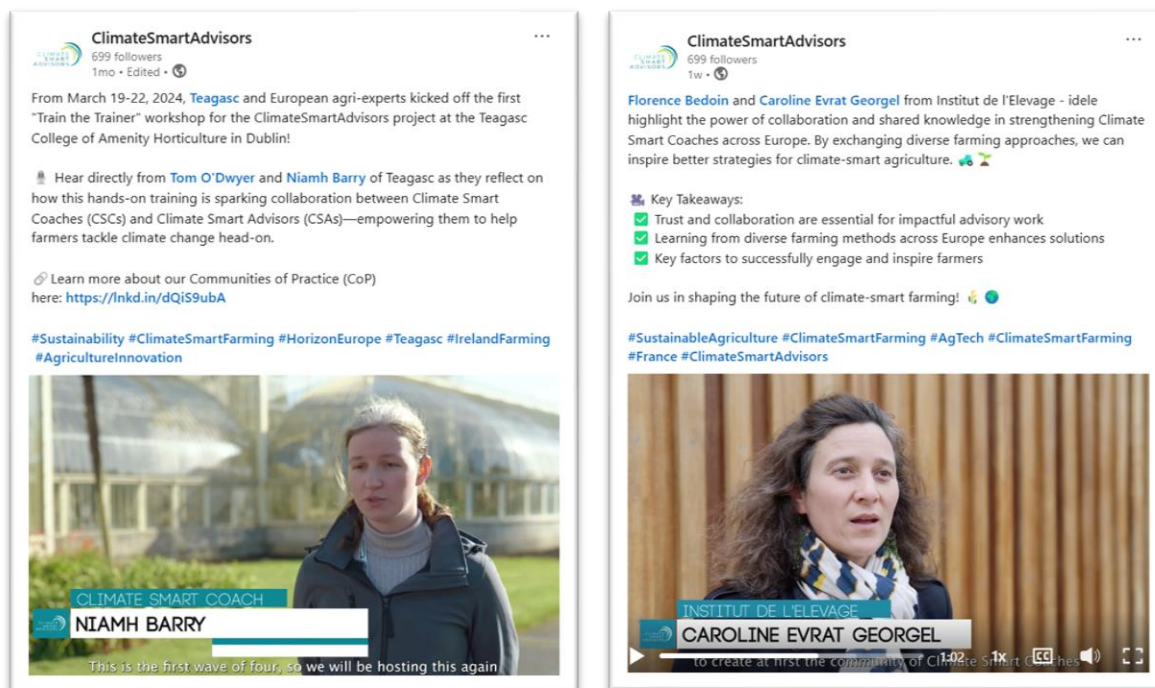 ClimateSmartAdvisors
699 followers
1mo • Edited •
From March 19-22, 2024, Teagasc and European agri-experts kicked off the first
"Train the Trainer" workshop for the ClimateSmartAdvisors project at the Teagasc
College of Amenity Horticulture in Dublin!
Hear directly from Tom O'Dwyer and Niamh Barry of Teagasc as they reflect on
how this hands-on training is sparking collaboration between Climate Smart
Coaches (CSCs) and Climate Smart Advisors (CSAs)—empowering them to help
farmers tackle climate change head-on.
Learn more about our Communities of Practice (CoP)
here: https://lnkd.in/dQiS9ubA
#Sustainability #ClimateSmartFarming #HorizonEurope #Teagasc #IrelandFarming
#AgricultureInnovation
CLIMATE SMART COACH
NIAMH BARRY
This is the first wave of four, so we will be hosting this again
ClimateSmartAdvisors
699 followers
1w •
Florence Bedoin and Caroline Evrat Georgel from Institut de l'Elevage - idele
highlight the power of collaboration and shared knowledge in strengthening Climate
Smart Coaches across Europe. By exchanging diverse farming approaches, we can
inspire better strategies for climate-smart agriculture.
Key Takeaways:
Trust and collaboration are essential for impactful advisory work
Learning from diverse farming methods across Europe enhances solutions
Key factors to successfully engage and inspire farmers
Join us in shaping the future of climate-smart farming!
#SustainableAgriculture #ClimateSmartFarming #AgTech #ClimateSmartFarming
#France #ClimateSmartAdvisors
INSTITUT DE L'ELEVAGE
CAROLINE EVRAT GEORGEL
to create at first the community of Climate Smart Coaches
1:02 1x CC